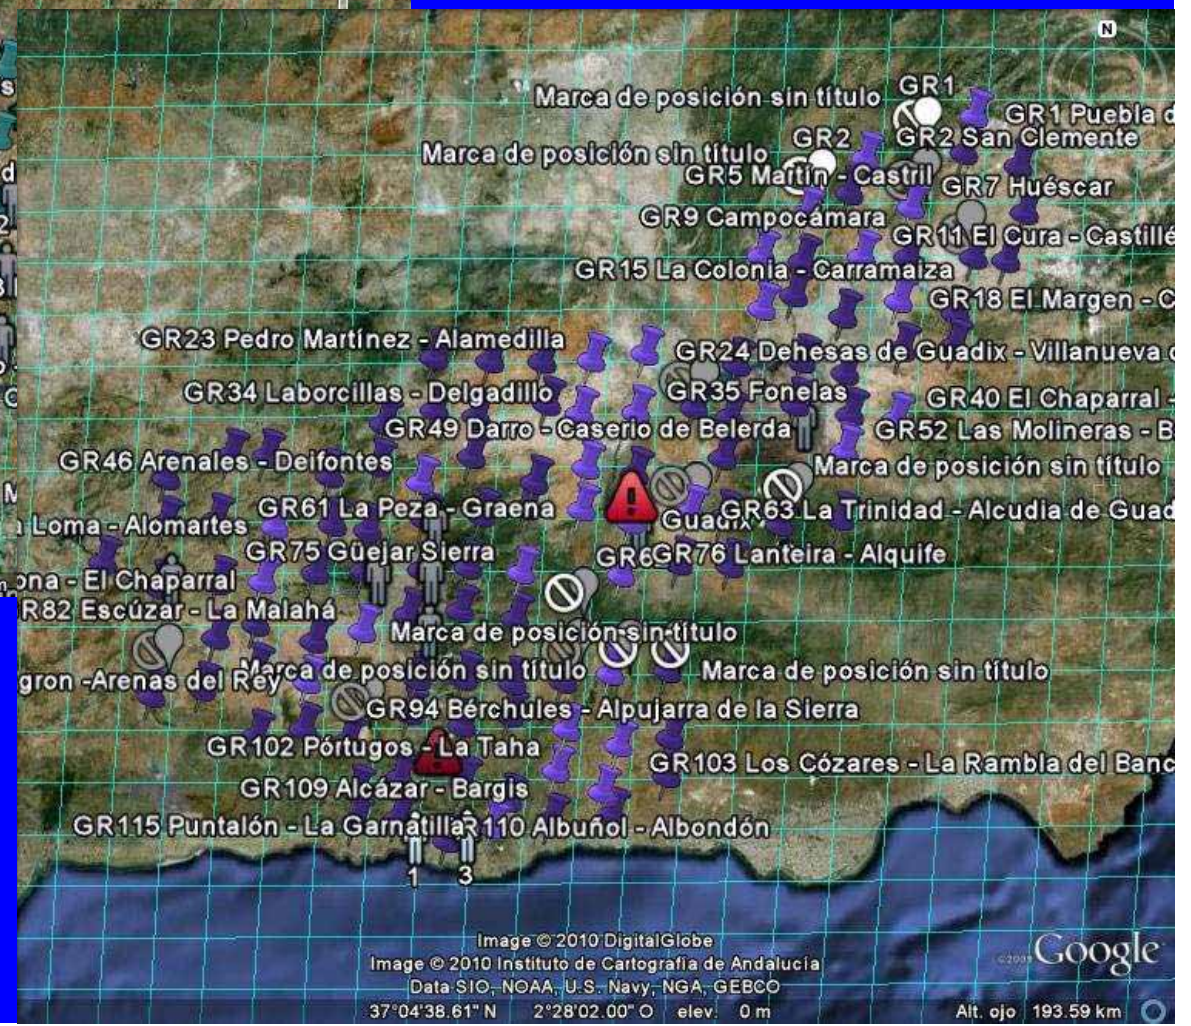 N
GR1
Marca de posición sin título
GR1 Puebla d
GR2
GR2 San Clemente
Marca de posición sin título
GR5 Martín - Castril
GR7 Huéscar
GR9 Campocámara
GR11 El Cura - Castillé
GR15 La Colonia - Carramaiza
GR18 El Margen - C
GR23 Pedro Martínez - Alamedilla
GR24 Dehesas de Guadix - Villanueva d
GR34 Laborcillas - Delgadillo
GR35 Fonelas
GR40 El Chaparral -
GR49 Darro - Caserio de Belerda
GR52 Las Molineras - B
GR46 Arenales - Deifontes
Marca de posición sin título
GR61 La Peza - Graena
GR63 La Trinidad - Alcudia de Guad
a Loma - Alomartes
Guadix
GR75 Güejar Sierra
GR6
GR76 Lanteira - Alquife
ona - El Chaparral
R82 Escúzar - La Malahá
Marca de posición sin título
Marca de posición sin título
Marca de posición sin título
gron -Arenas del Rey
GR94 Bérchules - Alpujarra de la Sierra
GR102 Pórtugos - La Taha
GR103 Los Cózares - La Rambla del Banc
GR109 Alcázar - Bargis
GR115 Puntalón - La Garnatilla
R110 Albuñol - Albondón
1
3
Image © 2010 DigitalGlobe
Image © 2010 Instituto de Cartografía de Andalucía
Data SIO, NOAA, U.S. Navy, NGA, GEBCO
©2009 Google
37°04'38.61" N 2°28'02.00" O elev. 0 m
Alt. ojo 193.59 km